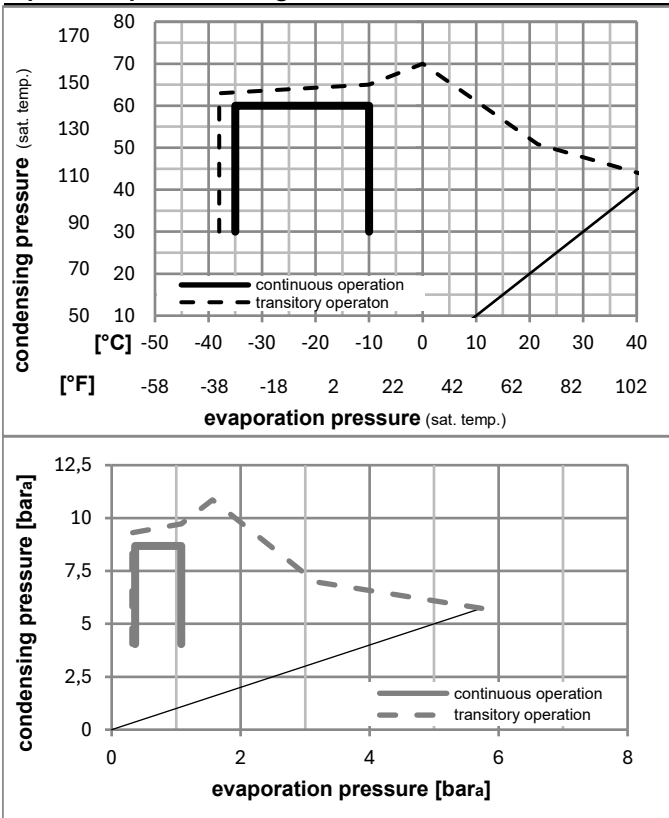 170 80
150 70
130 60
50
110 40
90 30
70 20
50 10
condensing pressure (sat. temp.)
continuous operation
transitory operaton
[°C] -50 -40 -30 -20 -10 0 10 20 30 40
[°F] -58 -38 -18 2 22 42 62 82 102
evaporation pressure (sat. temp.)
12,5
10
7,5
5
2,5
0
condensing pressure [bara]
continuous operation
transitory operation
0 2 4 6 8
evaporation pressure [bara]